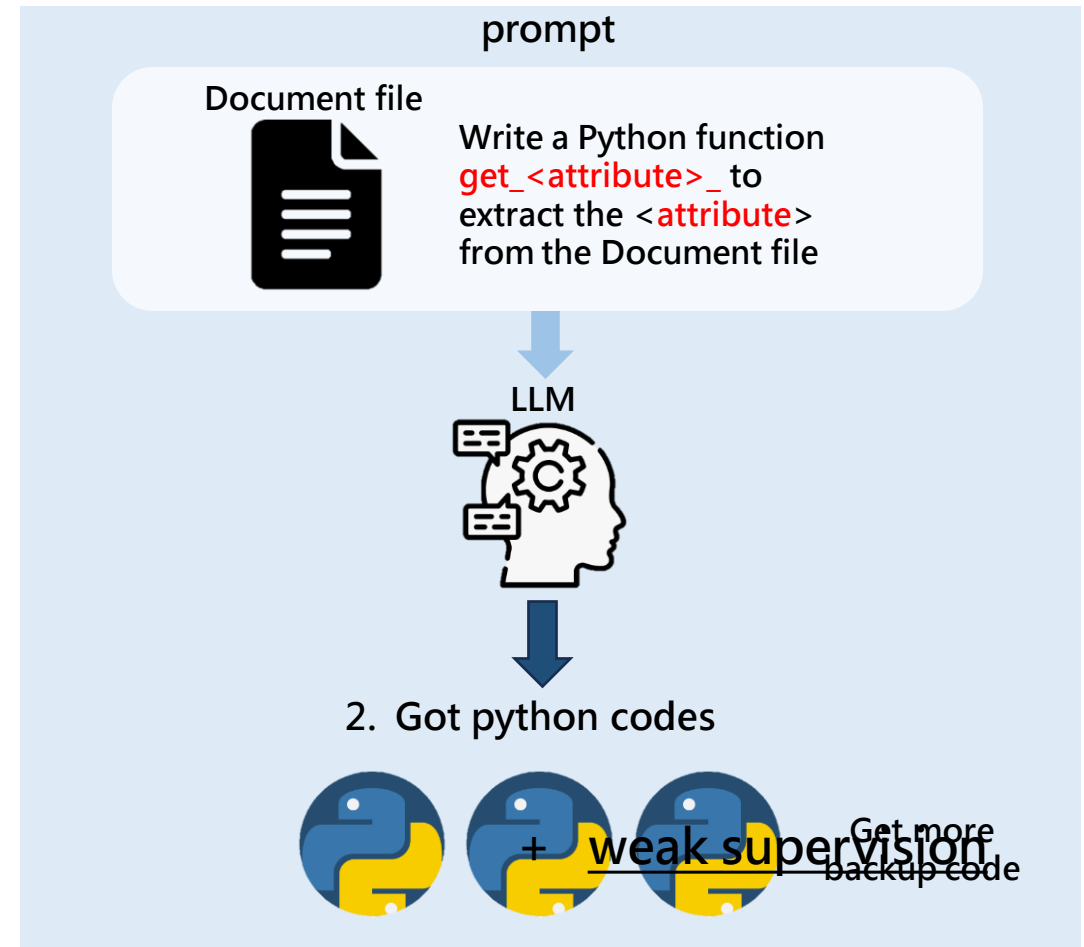 prompt
Document file
Write a Python function
get_<attribute>_ to
extract the <attribute>
from the Document file
LLM
2. Got python codes
+ weak supervision
Get more
backup code